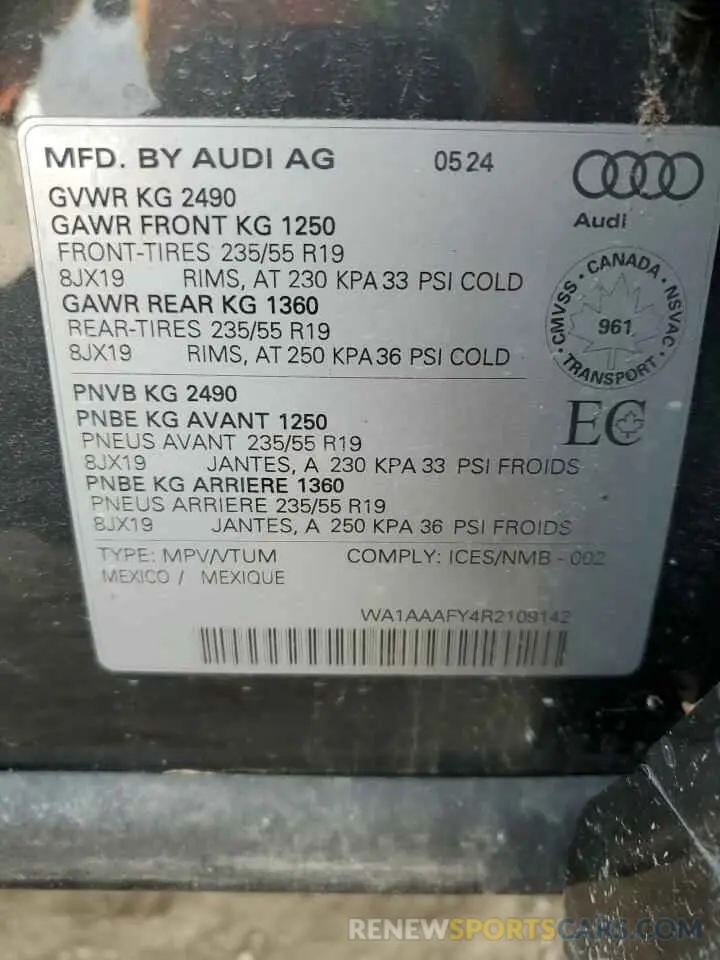 MFD. BY AUDI AG 0524
Audi
GVWR KG 2490
GAWR FRONT KG 1250
FRONT-TIRES 235/55 R19
8JX19 RIMS, AT 230 KPA 33 PSI COLD
GAWR REAR KG 1360
REAR-TIRES 235/55 R19
8JX19 RIMS, AT 250 KPA 36 PSI COLD
CANADA · NSVAC · TRANSPORT · CMVSS ·
961
PNVB KG 2490
PNBE KG AVANT 1250
PNEUS AVANT 235/55 R19
8JX19 JANTES, A 230 KPA 33 PSI FROIDS
PNBE KG ARRIERE 1360
PNEUS ARRIERE 235/55 R19
8JX19 JANTES, A 250 KPA 36 PSI FROIDS
EC
TYPE: MPV/VTUM COMPLY: ICES/NMB - 002
MEXICO / MEXIQUE
WA1AAAFY4R2109142
RENEWSPORTSCARS.COM